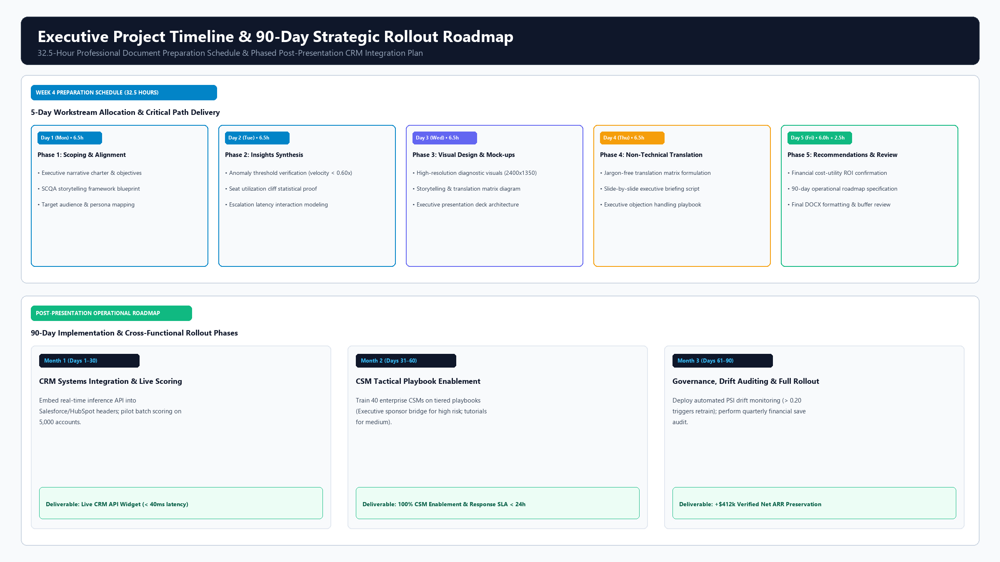 Executive Project Timeline & 90-Day Strategic Rollout Roadmap
32.5-Hour Professional Document Preparation Schedule & Phased Post-Presentation CRM Integration Plan
WEEK 4 PREPARATION SCHEDULE (32.5 HOURS)
5-Day Workstream Allocation & Critical Path Delivery
Day 1 (Mon) • 6.5h
Phase 1: Scoping & Alignment
• Executive narrative charter & objectives
• SCQA storytelling framework blueprint
• Target audience & persona mapping
Day 2 (Tue) • 6.5h
Phase 2: Insights Synthesis
• Anomaly threshold verification (velocity < 0.60x)
• Seat utilization cliff statistical proof
• Escalation latency interaction modeling
Day 3 (Wed) • 6.5h
Phase 3: Visual Design & Mock-ups
• High-resolution diagnostic visuals (2400x1350)
• Storytelling & translation matrix diagram
• Executive presentation deck architecture
Day 4 (Thu) • 6.5h
Phase 4: Non-Technical Translation
• Jargon-free translation matrix formulation
• Slide-by-slide executive briefing script
• Executive objection handling playbook
Day 5 (Fri) • 6.0h + 2.5h
Phase 5: Recommendations & Review
• Financial cost-utility ROI confirmation
• 90-day operational roadmap specification
• Final DOCX formatting & buffer review
POST-PRESENTATION OPERATIONAL ROADMAP
90-Day Implementation & Cross-Functional Rollout Phases
Month 1 (Days 1–30)
CRM Systems Integration & Live Scoring
Embed real-time inference API into
Salesforce/HubSpot headers; pilot batch scoring on
5,000 accounts.
Deliverable: Live CRM API Widget (< 40ms latency)
Month 2 (Days 31–60)
CSM Tactical Playbook Enablement
Train 40 enterprise CSMs on tiered playbooks
(Executive sponsor bridge for high risk; tutorials
for medium).
Deliverable: 100% CSM Enablement & Response SLA < 24h
Month 3 (Days 61–90)
Governance, Drift Auditing & Full Rollout
Deploy automated PSI drift monitoring (> 0.20
triggers retrain); perform quarterly financial save
audit.
Deliverable: +$412k Verified Net ARR Preservation